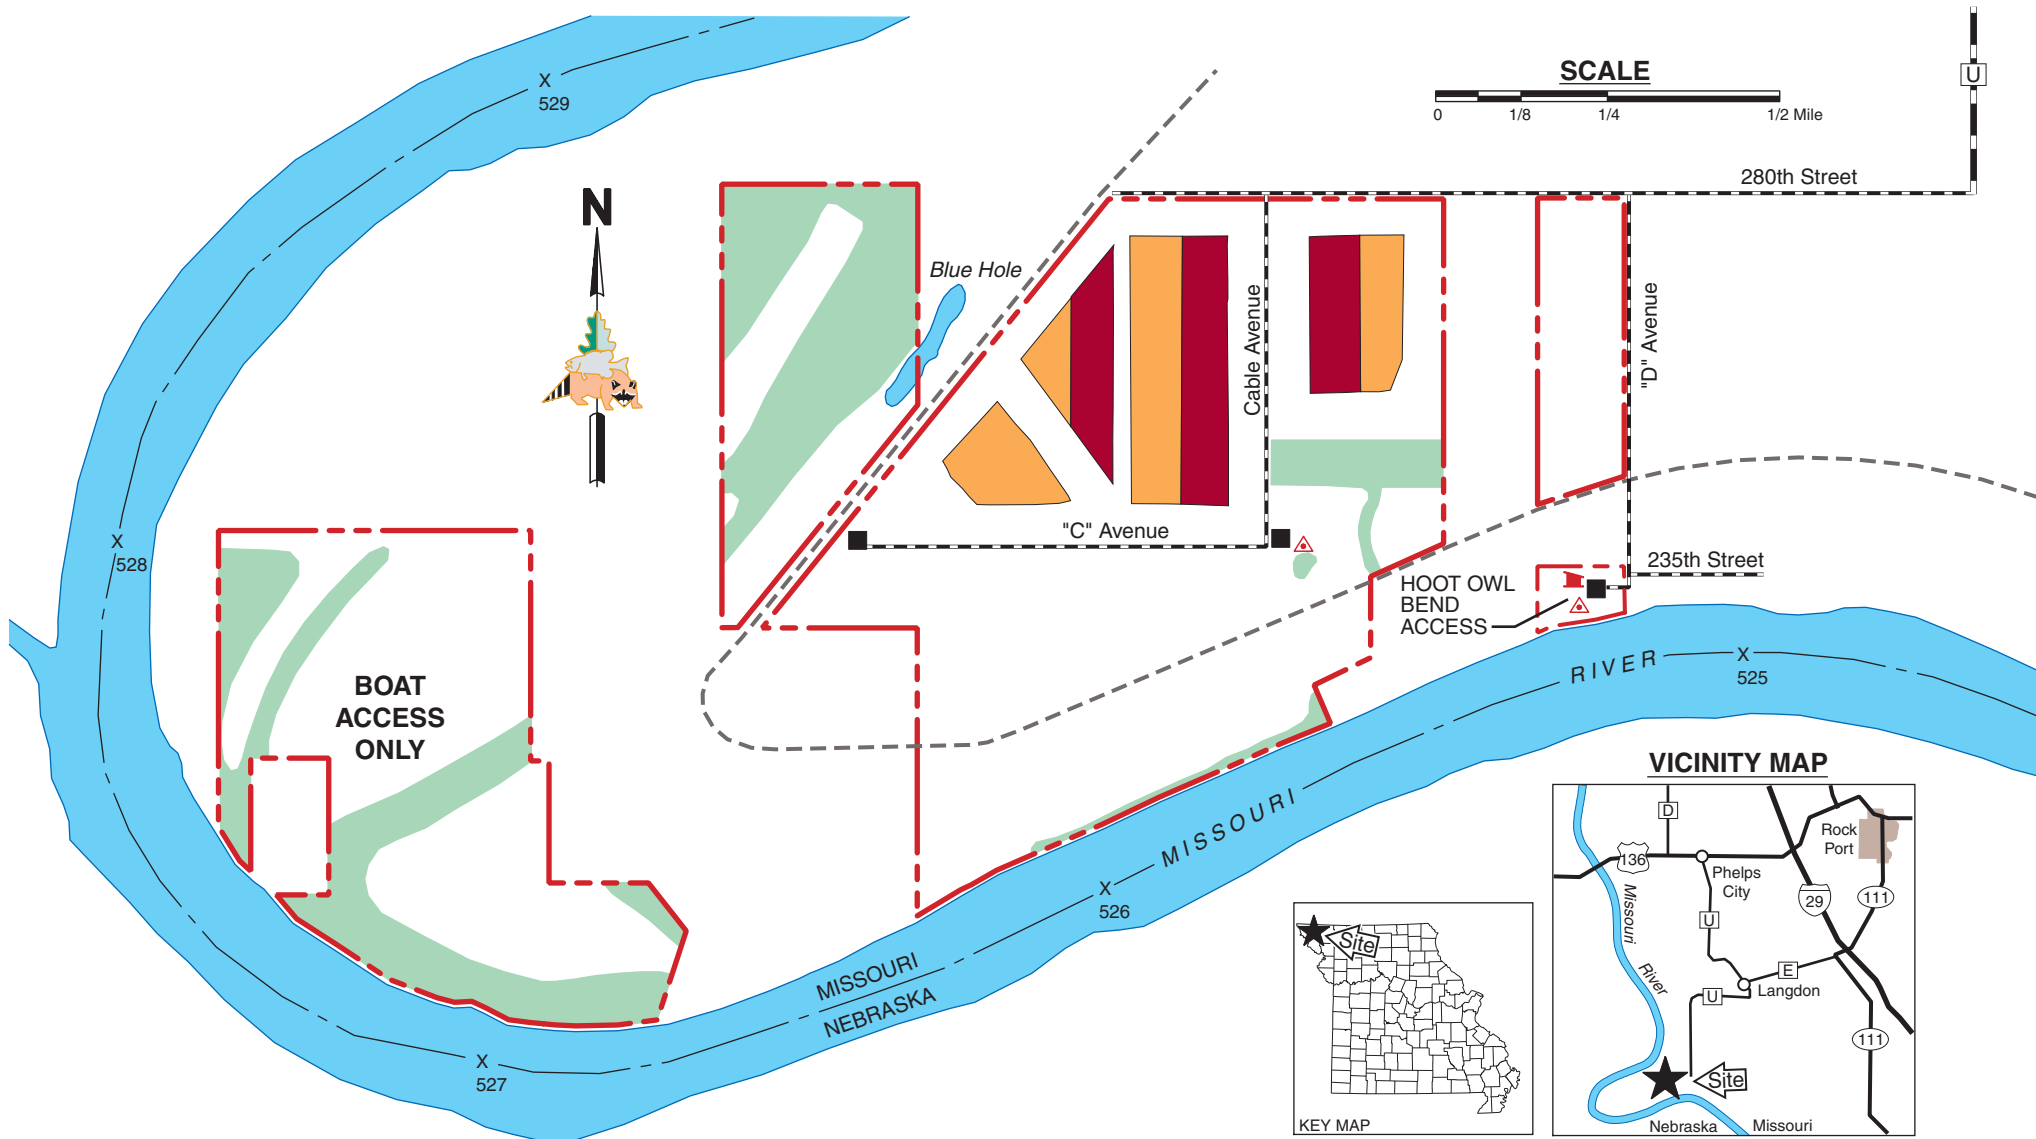 X
529
SCALE
0 1/8 1/4 1/2 Mile
U
280th Street
N
Blue Hole
Cable Avenue
"D" Avenue
"C" Avenue
X
528
235th Street
HOOT OWL
BEND
ACCESS
BOAT
ACCESS
ONLY
MISSOURI RIVER
X
525
X
526
MISSOURI
NEBRASKA
X
527
Site
KEY MAP
VICINITY MAP
D
Rock
Port
136
Phelps
City
29
111
Missouri
River
U
E
Langdon
U
111
Site
Nebraska
Missouri